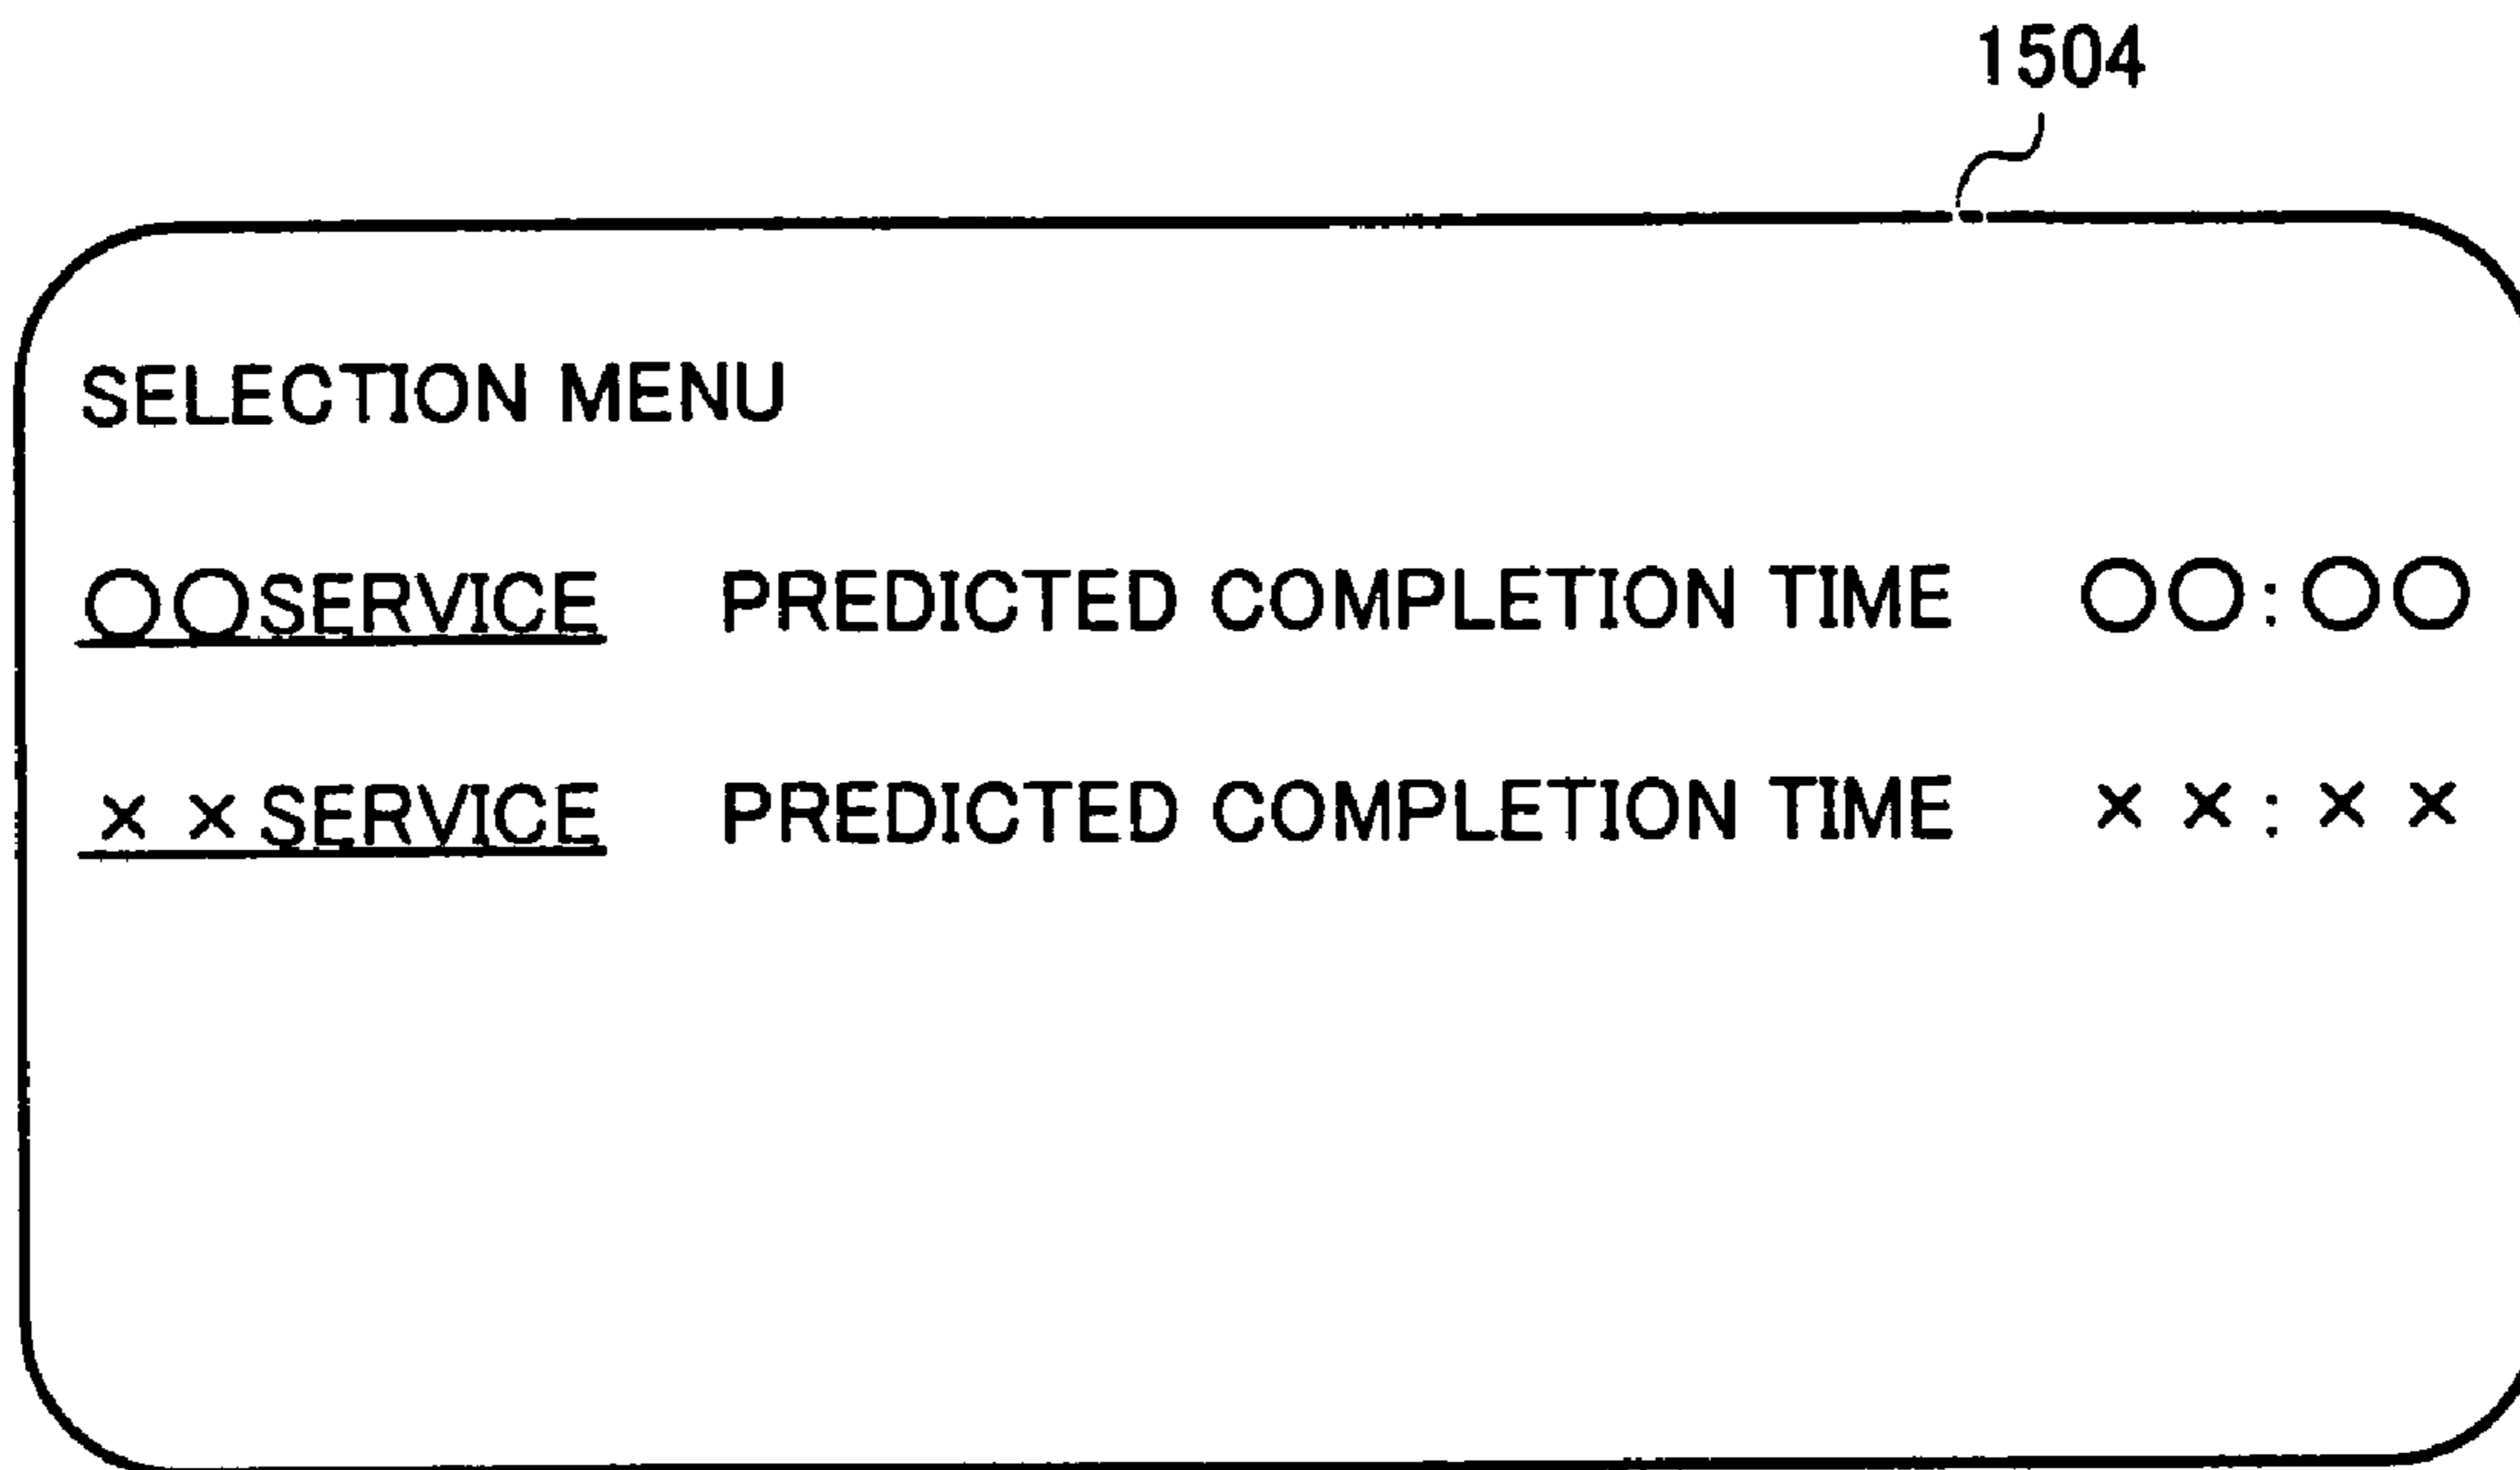 1504
SELECTION MENU
○○SERVICE PREDICTED COMPLETION TIME ○○:○○
××SERVICE PREDICTED COMPLETION TIME ××:××